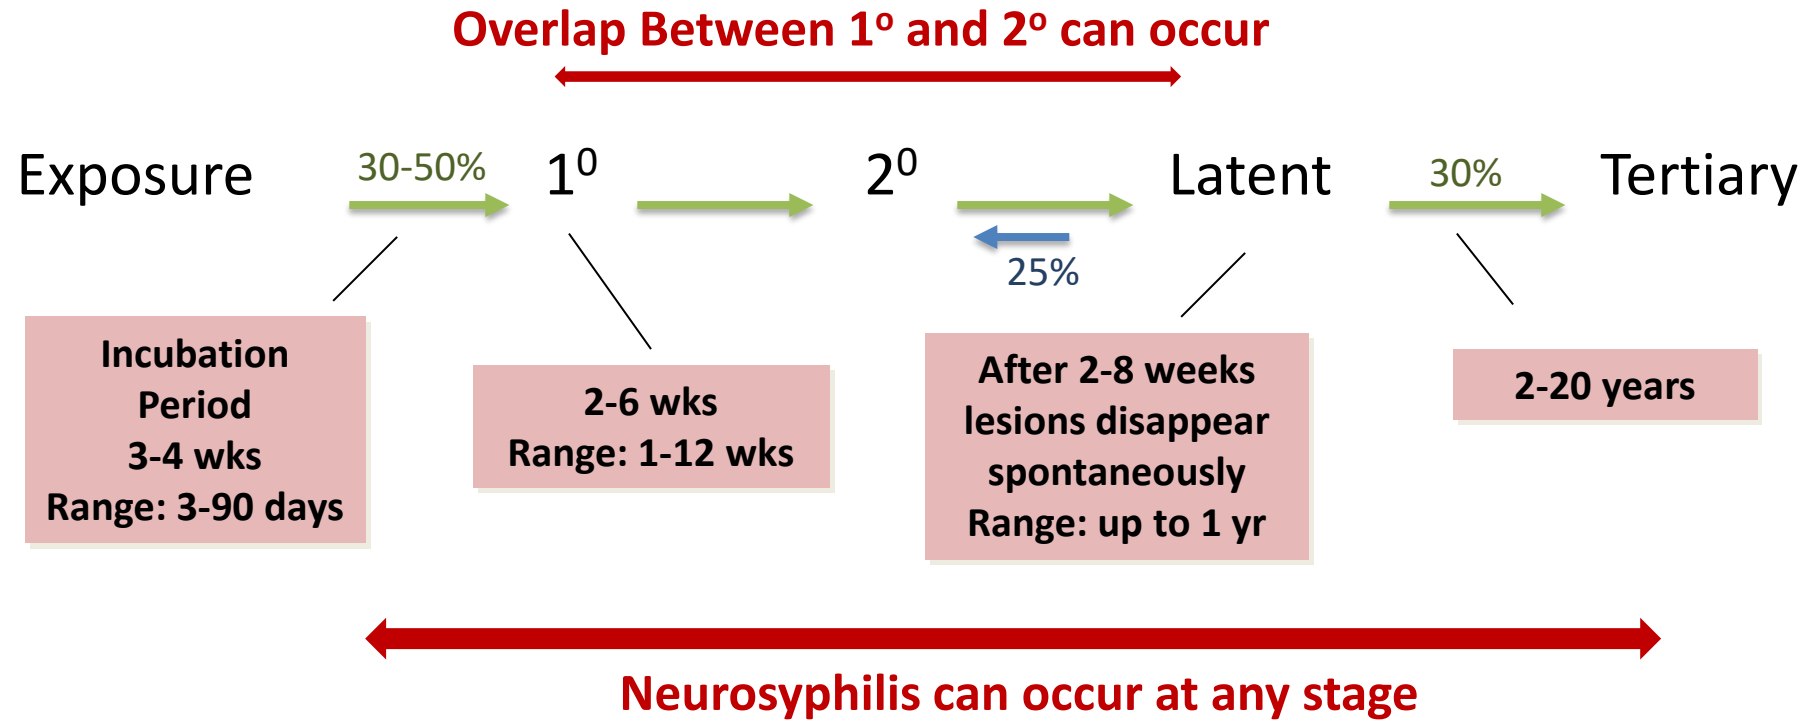 Overlap Between 1º and 2º can occur
Exposure
30-50%
1⁰
2⁰
Latent
30%
Tertiary
25%
Incubation
Period
3-4 wks
Range: 3-90 days
2-6 wks
Range: 1-12 wks
After 2-8 weeks
lesions disappear
spontaneously
Range: up to 1 yr
2-20 years
Neurosyphilis can occur at any stage